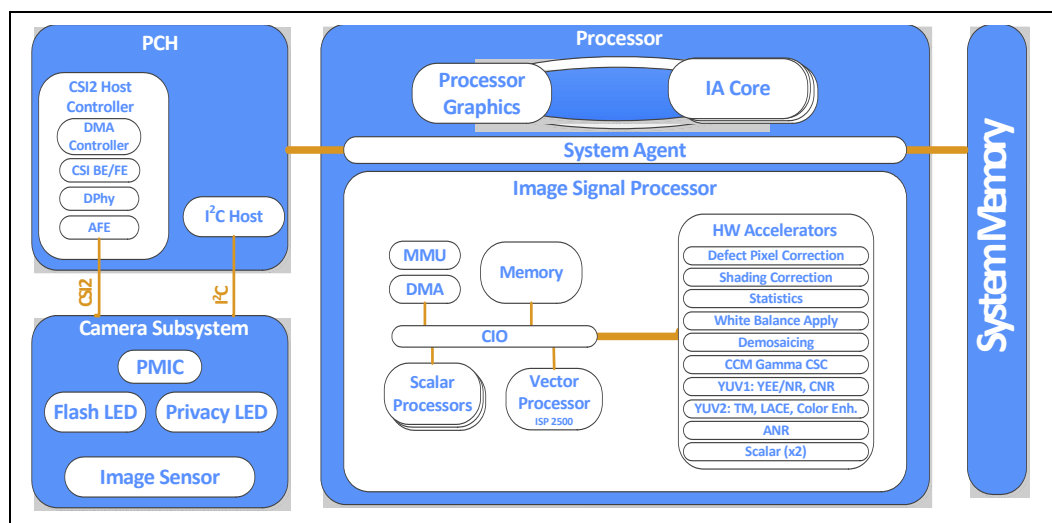 PCH
CSI2 Host
Controller
DMA
Controller
CSI BE/FE
DPhy
AFE
I²C Host
CSI2
I²C
Camera Subsystem
PMIC
Flash LED
Privacy LED
Image Sensor
Processor
Processor
Graphics
IA Core
System Agent
Image Signal Processor
MMU
DMA
Memory
CIO
Scalar
Processors
Vector
Processor
ISP 2500
HW Accelerators
Defect Pixel Correction
Shading Correction
Statistics
White Balance Apply
Demosaicing
CCM Gamma CSC
YUV1: YEE/NR, CNR
YUV2: TM, LACE, Color Enh.
ANR
Scalar (x2)
System Memory